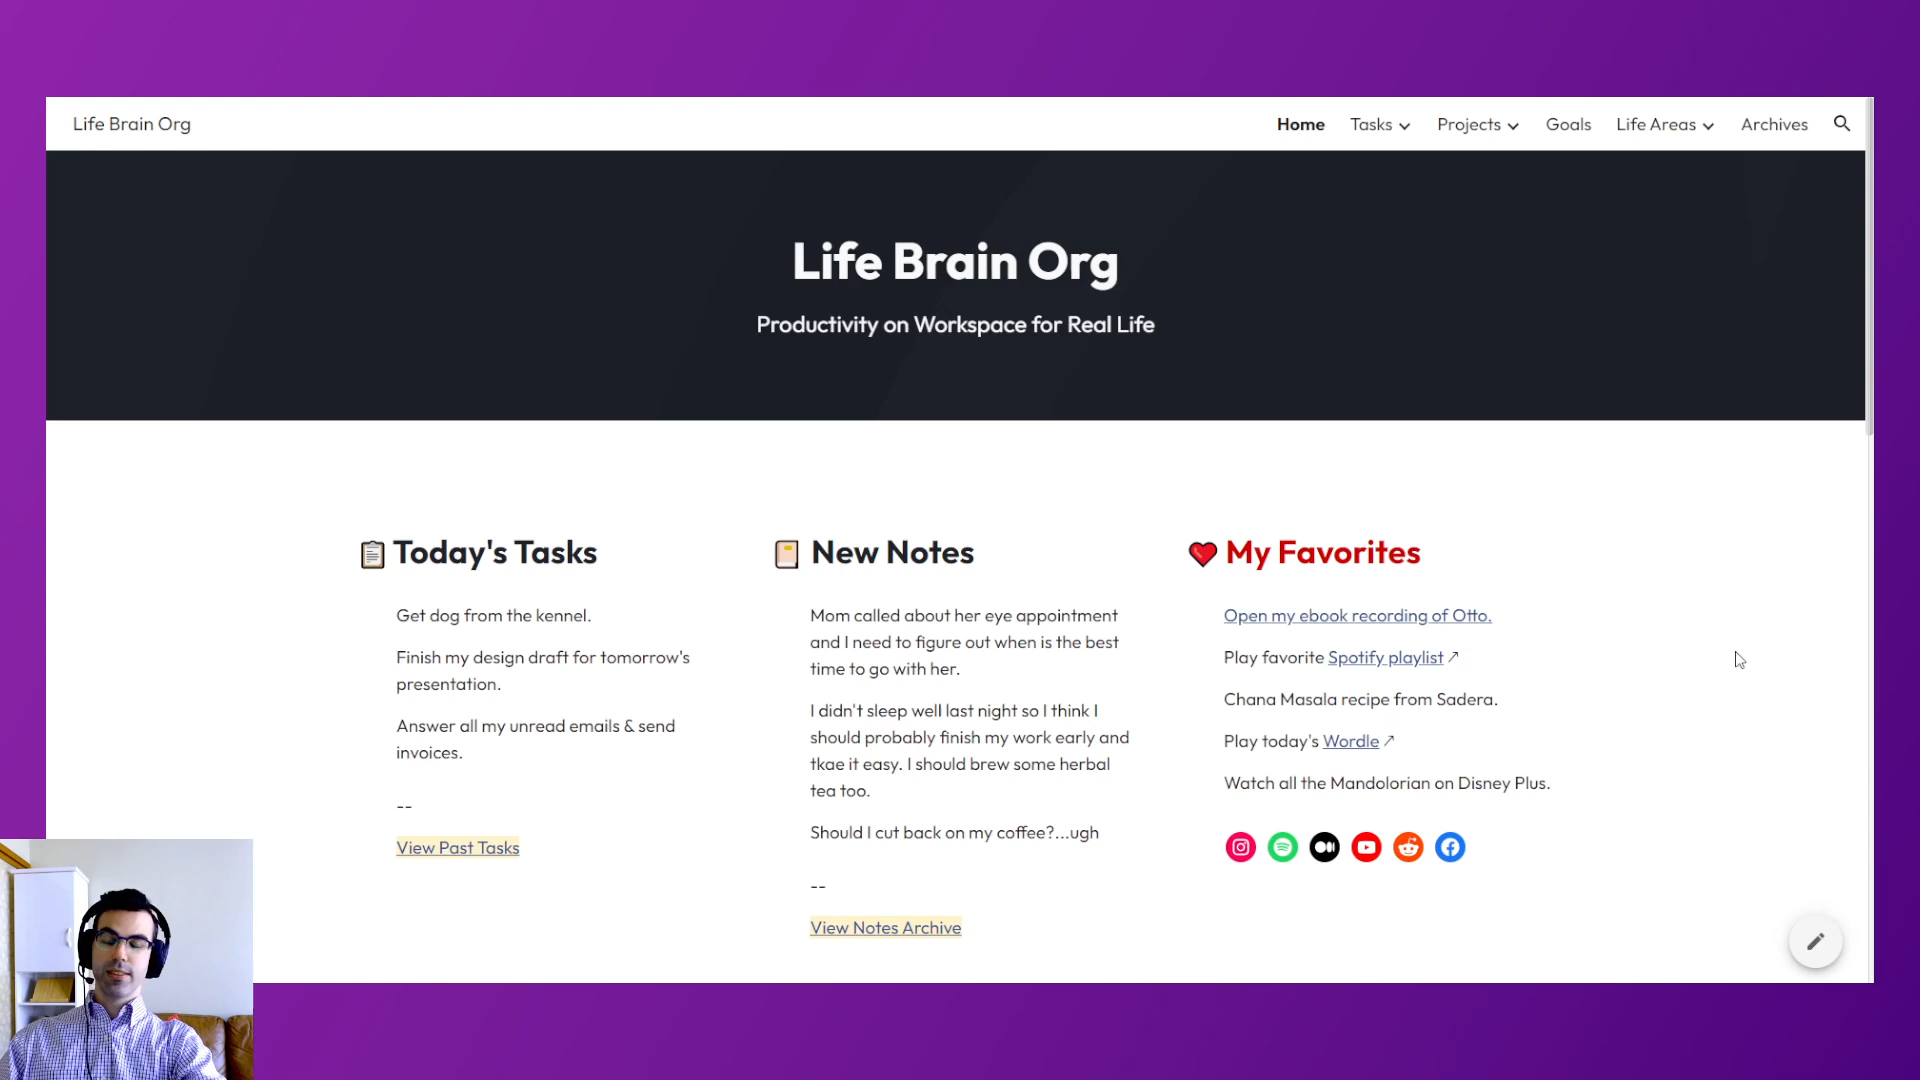 Life Brain Org
Home Tasks Projects Goals Life Areas Archives
Life Brain Org
Productivity on Workspace for Real Life
Today's Tasks
Get dog from the kennel.
Finish my design draft for tomorrow's
presentation.
Answer all my unread emails & send
invoices.
--
View Past Tasks
New Notes
Mom called about her eye appointment
and I need to figure out when is the best
time to go with her.
I didn't sleep well last night so I think I
should probably finish my work early and
tkae it easy. I should brew some herbal
tea too.
Should I cut back on my coffee?...ugh
--
View Notes Archive
My Favorites
Open my ebook recording of Otto.
Play favorite Spotify playlist ↗
Chana Masala recipe from Sadera.
Play today's Wordle ↗
Watch all the Mandolorian on Disney Plus.